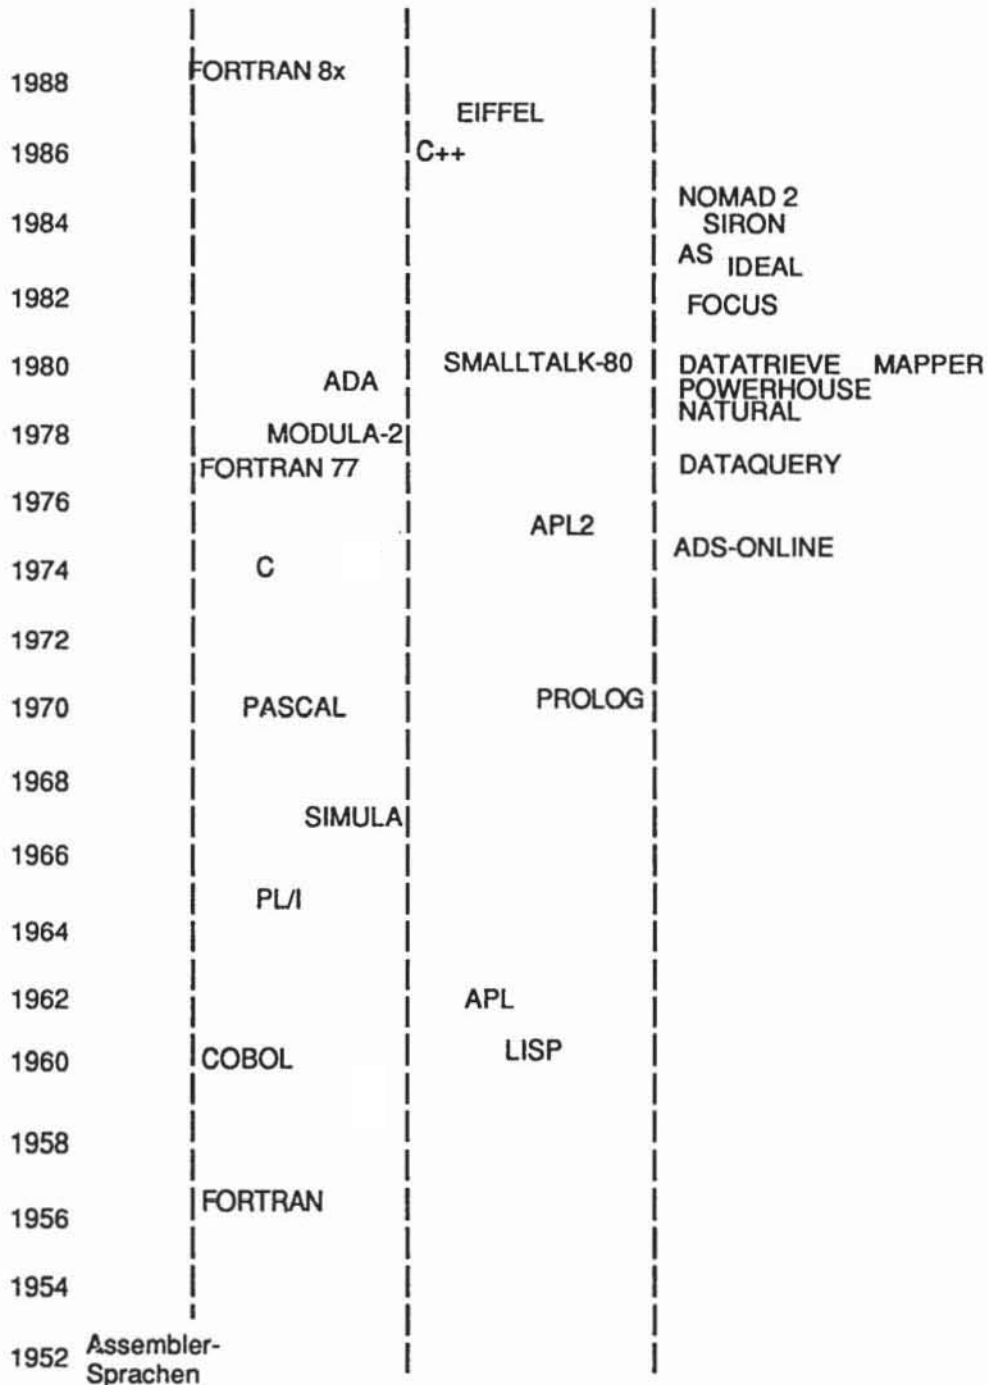 1988 FORTRAN 8x
EIFFEL
1986 C++
NOMAD 2
1984 SIRON
AS IDEAL
1982 FOCUS
1980 SMALLTALK-80 DATATRIEVE MAPPER
ADA POWERHOUSE
NATURAL
1978 MODULA-2
FORTRAN 77 DATAQUERY
1976
APL2
ADS-ONLINE
1974 C
1972
1970 PASCAL PROLOG
1968
SIMULA
1966
PL/I
1964
1962 APL
LISP
1960 COBOL
1958
FORTRAN
1956
1954
1952 Assembler-
Sprachen